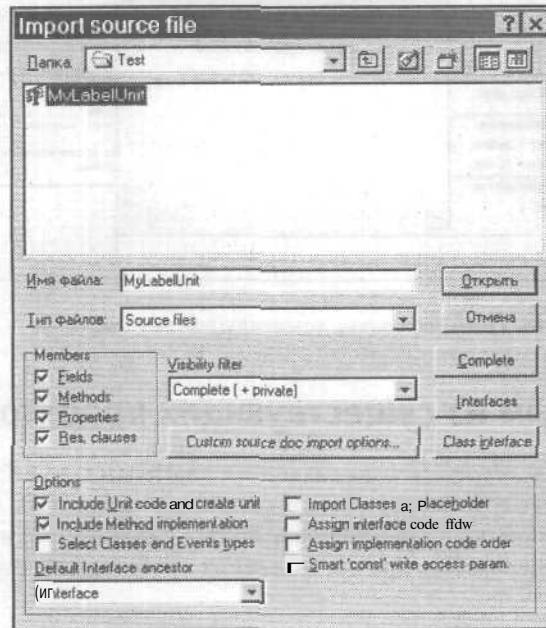 Import source file
Папка: Test
MyLabelUnit
Имя файла: MyLabelUnit Открыть
Тип файлов: Source files Отмена
Members
Fields
Methods
Properties
Res. clauses
Visibility filter
Complete ( + private)
Custom source doc import options...
Complete
Interfaces
Class interface
Options
Include Unit code and create unit
Include Method implementation
Select Classes and Events types
Import Classes a; Placeholder
Assign interface code ffdw
Assign implementation code order
Smart 'const' write access param.
Default Interface ancestor
(игterface